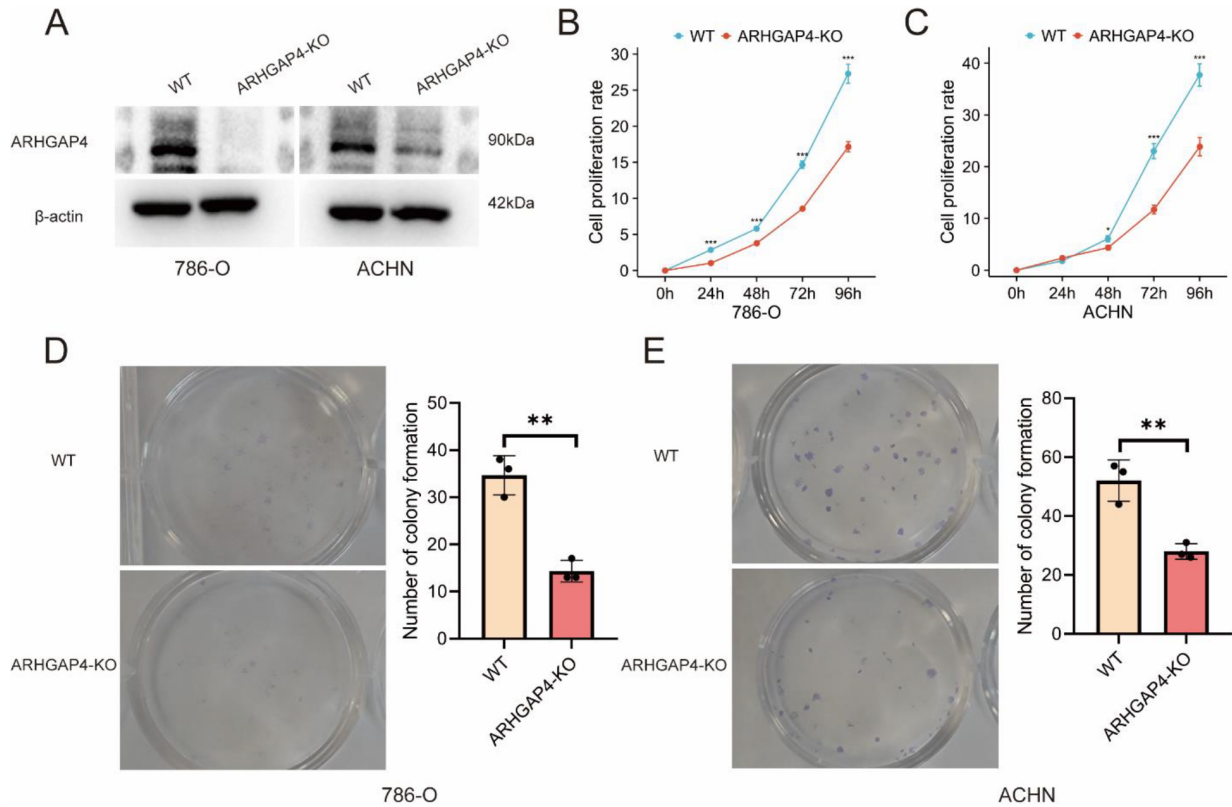 A
WT
ARHGAP4-KO
WT
ARHGAP4-KO
ARHGAP4
90kDa
β-actin
42kDa
786-O
ACHN
B
WT
ARHGAP4-KO
Cell proliferation rate
30
25
20
15
10
5
0
***
***
***
***
0h
24h
48h
72h
96h
786-O
C
WT
ARHGAP4-KO
Cell proliferation rate
40
30
20
10
0
*
***
***
0h
24h
48h
72h
96h
ACHN
D
WT
ARHGAP4-KO
Number of colony formation
50
40
30
20
10
0
**
WT
ARHGAP4-KO
786-O
E
WT
ARHGAP4-KO
Number of colony formation
80
60
40
20
0
**
WT
ARHGAP4-KO
ACHN